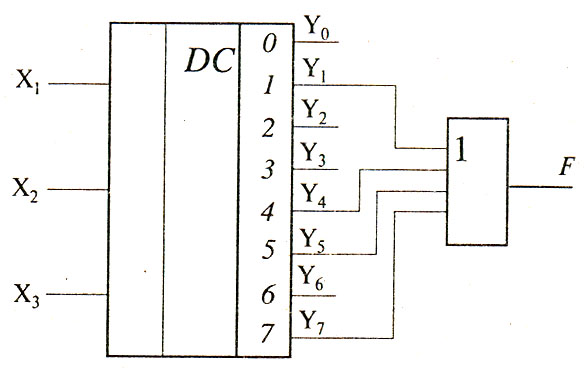 0 Y₀
DC
X₁ 1 Y₁
2 Y₂
1
3 Y₃
F
X₂ 4 Y₄
5 Y₅
X₃ 6 Y₆
7 Y₇